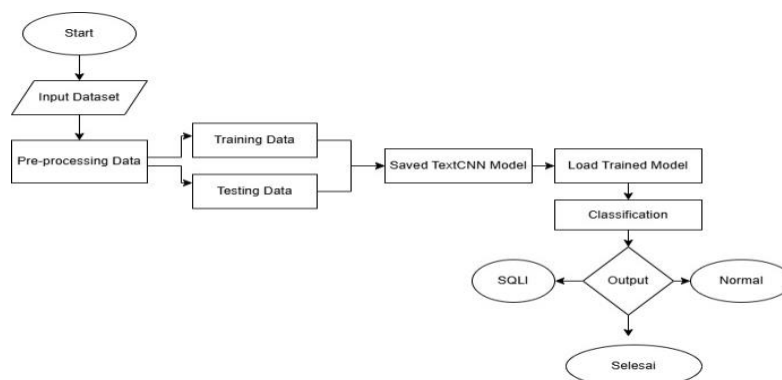 Start
Input Dataset
Pre-processing Data
Training Data
Testing Data
Saved TextCNN Model
Load Trained Model
Classification
SQLI
Output
Normal
Selesai